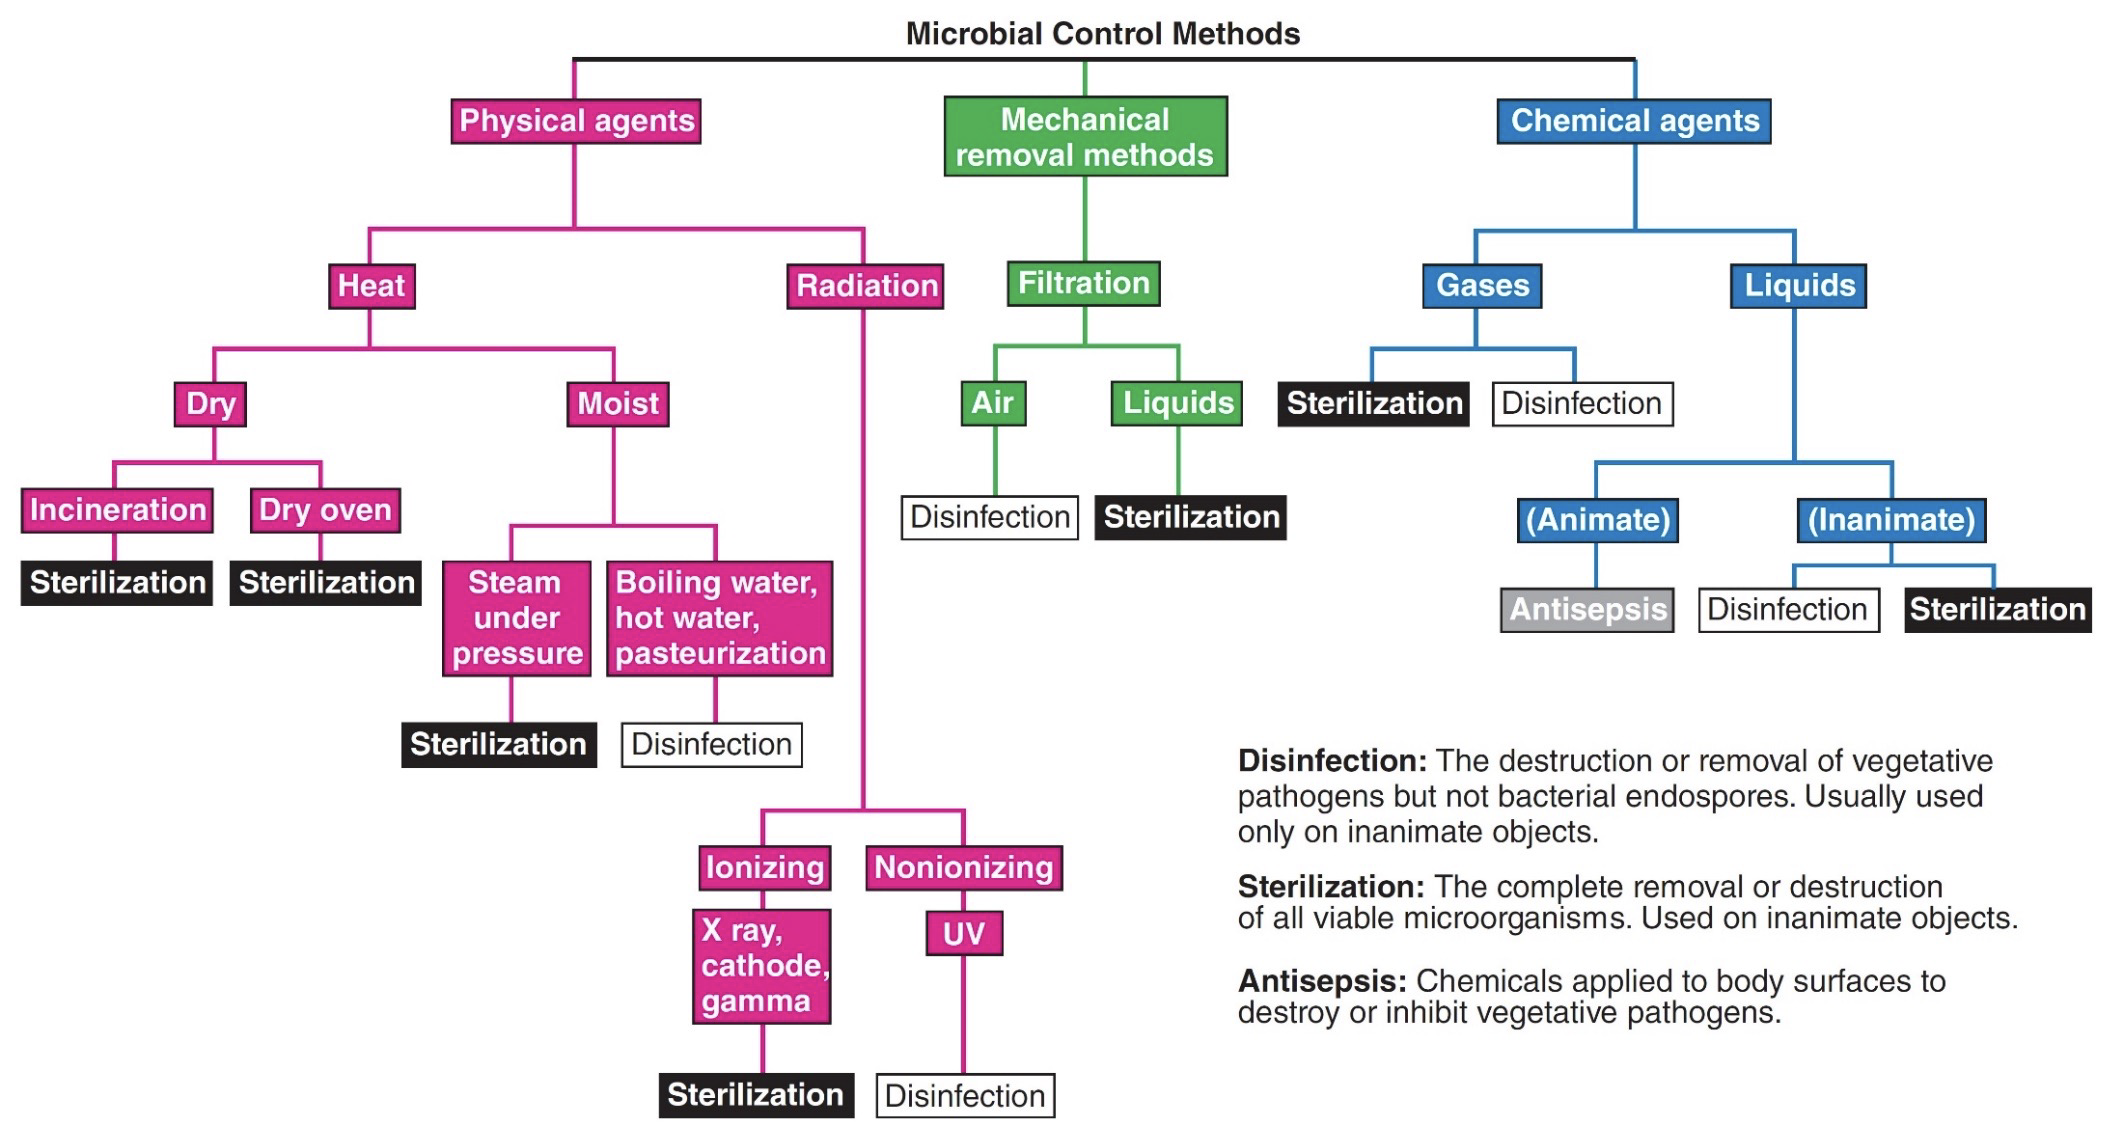 Microbial Control Methods
Physical agents
Mechanical
removal methods
Chemical agents
Heat
Radiation
Filtration
Gases
Liquids
Dry
Moist
Air
Liquids
Sterilization
Disinfection
Incineration
Dry oven
Disinfection
Sterilization
(Animate)
(Inanimate)
Sterilization
Sterilization
Steam
under
pressure
Boiling water,
hot water,
pasteurization
Antisepsis
Disinfection
Sterilization
Sterilization
Disinfection
Ionizing
Nonionizing
X ray,
cathode,
gamma
UV
Sterilization
Disinfection
Disinfection: The destruction or removal of vegetative
pathogens but not bacterial endospores. Usually used
only on inanimate objects.
Sterilization: The complete removal or destruction
of all viable microorganisms. Used on inanimate objects.
Antisepsis: Chemicals applied to body surfaces to
destroy or inhibit vegetative pathogens.